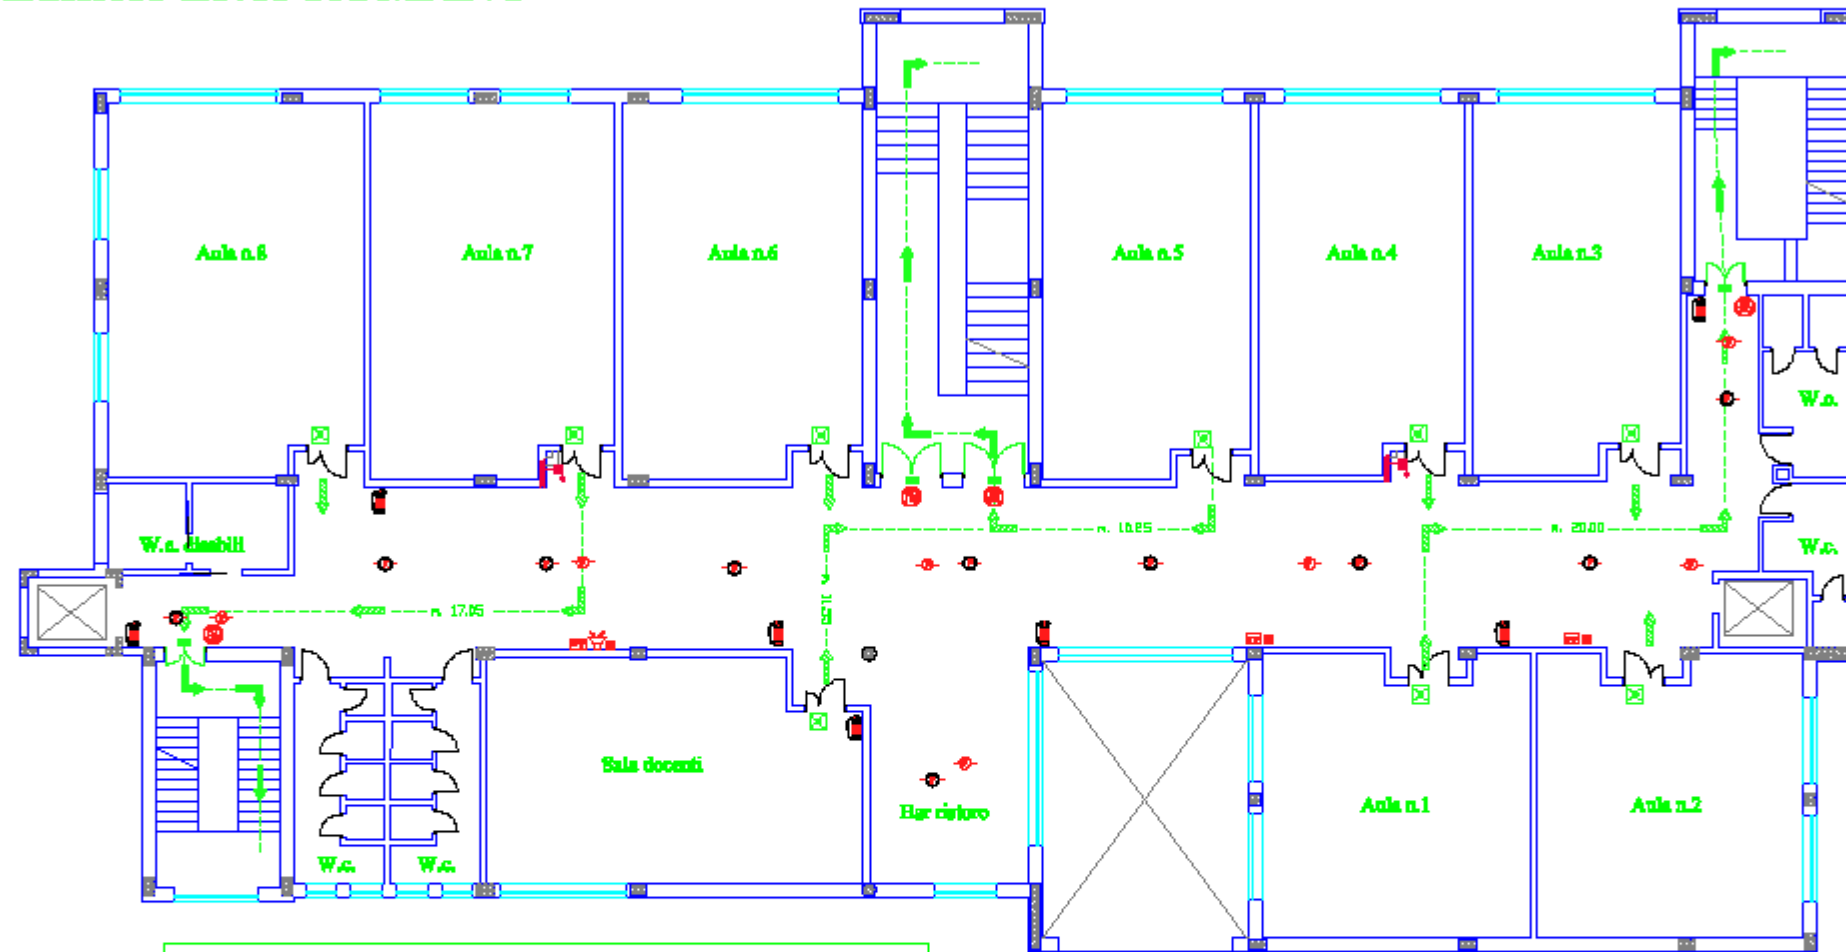 Aula n.8
Aula n.7
Aula n.6
Aula n.5
Aula n.4
Aula n.3
W.c.
m. 10.85
m. 20.00
W.c. disabili
W.c.
m. 17.05
Sala docenti
Bar ristoro
Aula n.1
Aula n.2
W.c.
W.c.